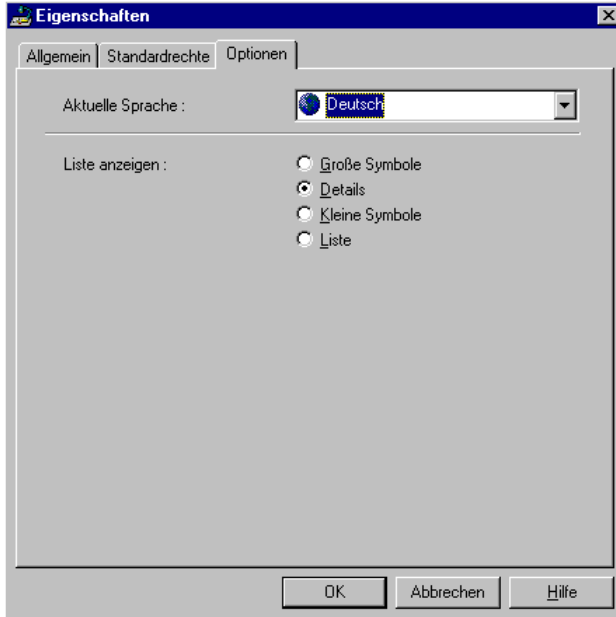 Eigenschaften
Allgemein Standardrechte Optionen
Aktuelle Sprache : Deutsch
Liste anzeigen : Große Symbole
Details
Kleine Symbole
Liste
OK Abbrechen Hilfe